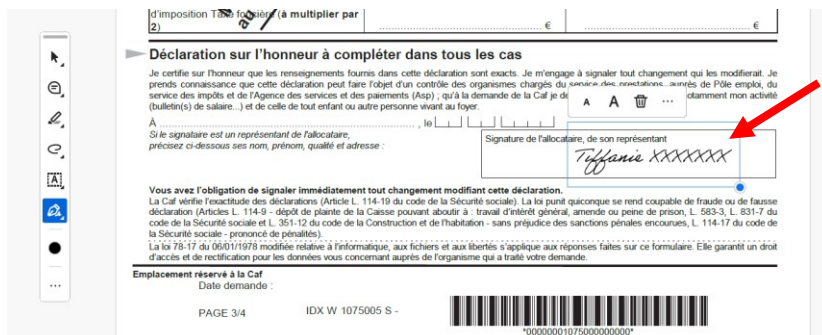 d'imposition Taxe foncière (à multiplier par
2)
€
€
Déclaration sur l'honneur à compléter dans tous les cas
Je certifie sur l'honneur que les renseignements fournis dans cette déclaration sont exacts. Je m'engage à signaler tout changement qui les modifierait. Je
prends connaissance que cette déclaration peut faire l'objet d'un contrôle des organismes chargés du service des prestations, auprès de Pôle emploi, du
service des impôts et de l'Agence des services et des paiements (Asp) ; qu'à la demande de la Caf je de
A A ...
otamment mon activité
(bulletin(s) de salaire...) et de celle de tout enfant ou autre personne vivant au foyer.
À , le
Si le signataire est un représentant de l'allocataire,
précisez ci-dessous ses nom, prénom, qualité et adresse :
Signature de l'allocataire, de son représentant
Tiffanie XXXXXXX
Vous avez l'obligation de signaler immédiatement tout changement modifiant cette déclaration.
La Caf vérifie l'exactitude des déclarations (Article L. 114-19 du code de la Sécurité sociale). La loi punit quiconque se rend coupable de fraude ou de fausse
déclaration (Articles L. 114-9 - dépôt de plainte de la Caisse pouvant aboutir à : travail d'intérêt général, amende ou peine de prison, L. 583-3, L. 831-7 du
code de la Sécurité sociale et L. 351-12 du code de la Construction et de l'habitation - sans préjudice des sanctions pénales encourues, L. 114-17 du code de
la Sécurité sociale - prononcé de pénalités).
La loi 78-17 du 06/01/1978 modifiée relative à l'informatique, aux fichiers et aux libertés s'applique aux réponses faites sur ce formulaire. Elle garantit un droit
d'accès et de rectification pour les données vous concernant auprès de l'organisme qui a traité votre demande.
Emplacement réservé à la Caf
Date demande :
PAGE 3/4
IDX W 1075005 S -